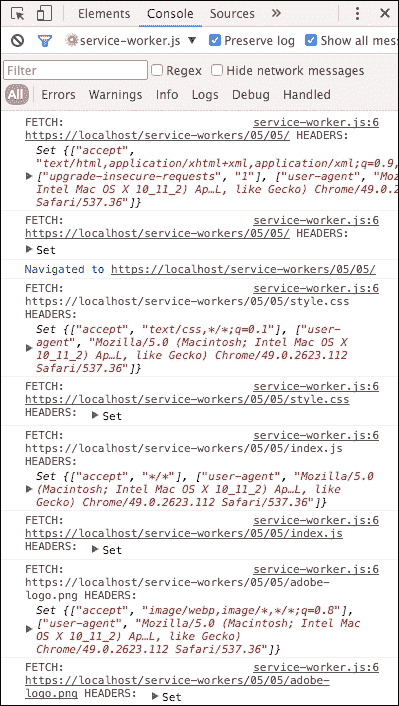 Elements Console Sources »
service-worker.js ▼ Preserve log Show all mes
Filter Regex Hide network messages
All Errors Warnings Info Logs Debug Handled
FETCH: service-worker.js:6
https://localhost/service-workers/05/05/ HEADERS:
Set {["accept",
"text/html,application/xhtml+xml,application/xml;q=0.9,
["upgrade-insecure-requests", "1"], ["user-agent", "Moz
Intel Mac OS X 10_11_2) Ap…L, like Gecko) Chrome/49.0.2
Safari/537.36"]}
FETCH: service-worker.js:6
https://localhost/service-workers/05/05/ HEADERS:
Set
Navigated to https://localhost/service-workers/05/05/
FETCH: service-worker.js:6
https://localhost/service-workers/05/05/style.css
HEADERS:
Set {["accept", "text/css,*/*;q=0.1"], ["user-
agent", "Mozilla/5.0 (Macintosh; Intel Mac OS X
10_11_2) Ap…L, like Gecko) Chrome/49.0.2623.112
Safari/537.36"]}
FETCH: service-worker.js:6
https://localhost/service-workers/05/05/style.css
HEADERS: Set
FETCH: service-worker.js:6
https://localhost/service-workers/05/05/index.js
HEADERS:
Set {["accept", "*/*"], ["user-agent", "Mozilla/5.0
(Macintosh; Intel Mac OS X 10_11_2) Ap…L, like
Gecko) Chrome/49.0.2623.112 Safari/537.36"]}
FETCH: service-worker.js:6
https://localhost/service-workers/05/05/index.js
HEADERS: Set
FETCH: service-worker.js:6
https://localhost/service-workers/05/05/adobe-
logo.png HEADERS:
Set {["accept", "image/webp,image/*,*/*;q=0.8"],
["user-agent", "Mozilla/5.0 (Macintosh; Intel Mac
OS X 10_11_2) Ap…L, like Gecko)
Chrome/49.0.2623.112 Safari/537.36"]}
FETCH: service-worker.js:6
https://localhost/service-workers/05/05/adobe-
logo.png HEADERS: Set